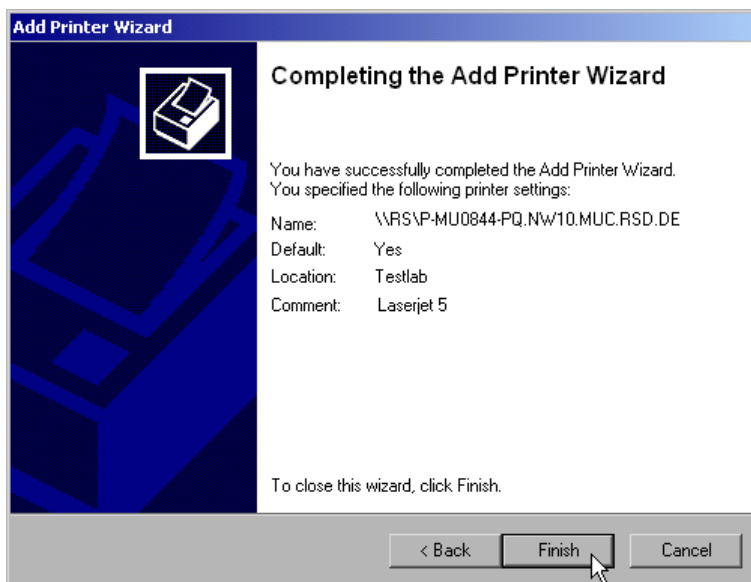 Add Printer Wizard
Completing the Add Printer Wizard
You have successfully completed the Add Printer Wizard.
You specified the following printer settings:
Name: \\RS\P-MU0844-PQ.NW10.MUC.RSD.DE
Default: Yes
Location: Testlab
Comment: Laserjet 5
To close this wizard, click Finish.
< Back Finish Cancel